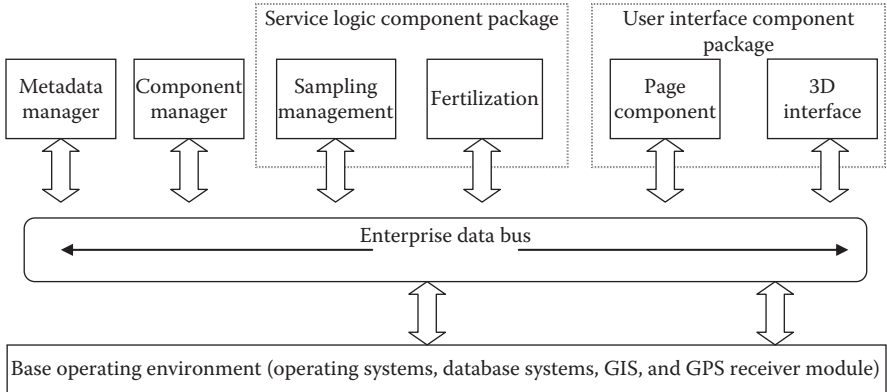 Service logic component package
User interface component
package
Metadata
manager
Component
manager
Sampling
management
Fertilization
Page
component
3D
interface
Enterprise data bus
Base operating environment (operating systems, database systems, GIS, and GPS receiver module)